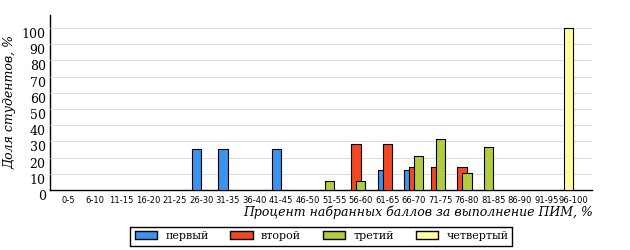 Доля студентов, %
100
90
80
70
60
50
40
30
20
10
0
0-5 6-10 11-15 16-20 21-25 26-30 31-35 36-40 41-45 46-50 51-55 56-60 61-65 66-70 71-75 76-80 81-85 86-90 91-95 96-100
Процент набранных баллов за выполнение ПИМ, %
первый второй третий четвертый